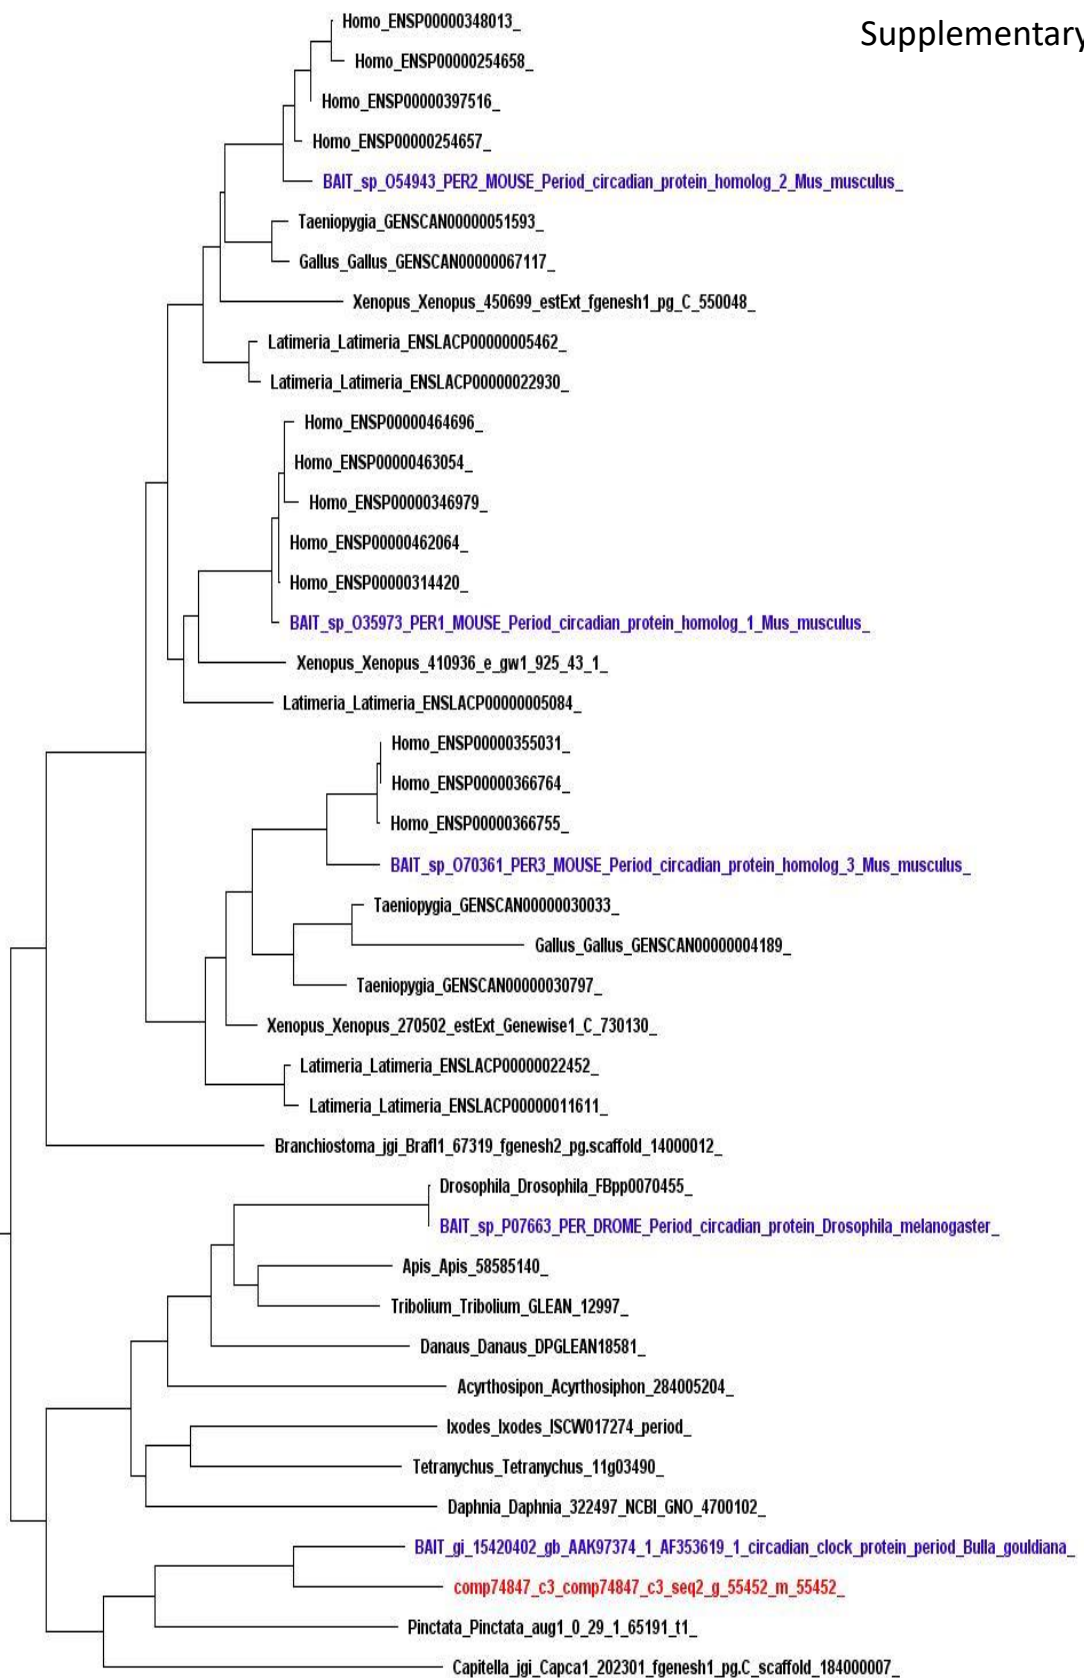 Homo_ENSP00000348013_
Supplementary
Homo_ENSP00000254658_
Homo_ENSP00000397516_
Homo_ENSP00000254657_
BAIT_sp_O54943_PER2_MOUSE_Period_circadian_protein_homolog_2_Mus_musculus_
Taeniopygia_GENSCAN00000051593_
Gallus_Gallus_GENSCAN00000067117_
Xenopus_Xenopus_450699_estExt_fgenesh1_pg_C_550048_
Latimeria_Latimeria_ENSLACP00000005462_
Latimeria_Latimeria_ENSLACP00000022930_
Homo_ENSP00000464696_
Homo_ENSP00000463054_
Homo_ENSP00000346979_
Homo_ENSP00000462064_
Homo_ENSP00000314420_
BAIT_sp_O35973_PER1_MOUSE_Period_circadian_protein_homolog_1_Mus_musculus_
Xenopus_Xenopus_410936_e_gw1_925_43_1_
Latimeria_Latimeria_ENSLACP00000005084_
Homo_ENSP00000355031_
Homo_ENSP00000366764_
Homo_ENSP00000366755_
BAIT_sp_O70361_PER3_MOUSE_Period_circadian_protein_homolog_3_Mus_musculus_
Taeniopygia_GENSCAN00000030033_
Gallus_Gallus_GENSCAN00000004189_
Taeniopygia_GENSCAN00000030797_
Xenopus_Xenopus_270502_estExt_Genewise1_C_730130_
Latimeria_Latimeria_ENSLACP00000022452_
Latimeria_Latimeria_ENSLACP00000011611_
Branchiostoma_jgi_Brafl1_67319_fgenesh2_pg.scaffold_14000012_
Drosophila_Drosophila_FBpp0070455_
BAIT_sp_P07663_PER_DROME_Period_circadian_protein_Drosophila_melanogaster_
Apis_Apis_58585140_
Tribolium_Tribolium_GLEAN_12997_
Danaus_Danaus_DPGLEAN18581_
Acyrthosipon_Acyrthosiphon_284005204_
Ixodes_Ixodes_ISCW017274_period_
Tetranychus_Tetranychus_11g03490_
Daphnia_Daphnia_322497_NCBI_GNO_4700102_
BAIT_gi_15420402_gb_AAK97374_1_AF353619_1_circadian_clock_protein_period_Bulla_gouldiana_
comp74847_c3_comp74847_c3_seq2_g_55452_m_55452_
Pinctata_Pinctata_aug1_0_29_1_65191_t1_
Capitella_jgi_Capca1_202301_fgenesh1_pg.C_scaffold_184000007_